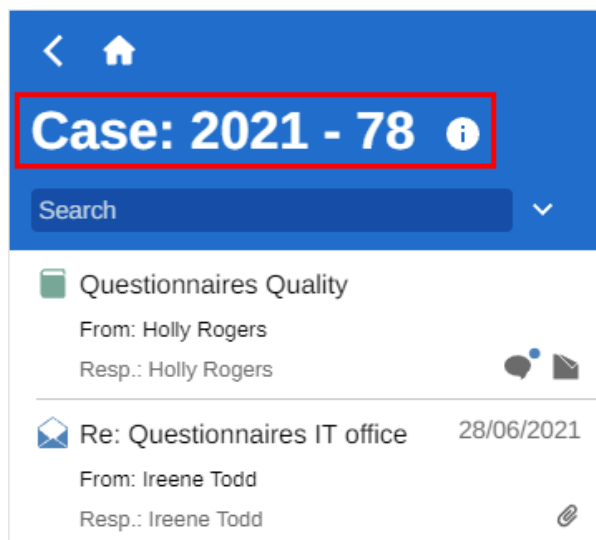 Case: 2021 - 78
Search
Questionnaires Quality
From: Holly Rogers
Resp.: Holly Rogers
Re: Questionnaires IT office 28/06/2021
From: Ireene Todd
Resp.: Ireene Todd